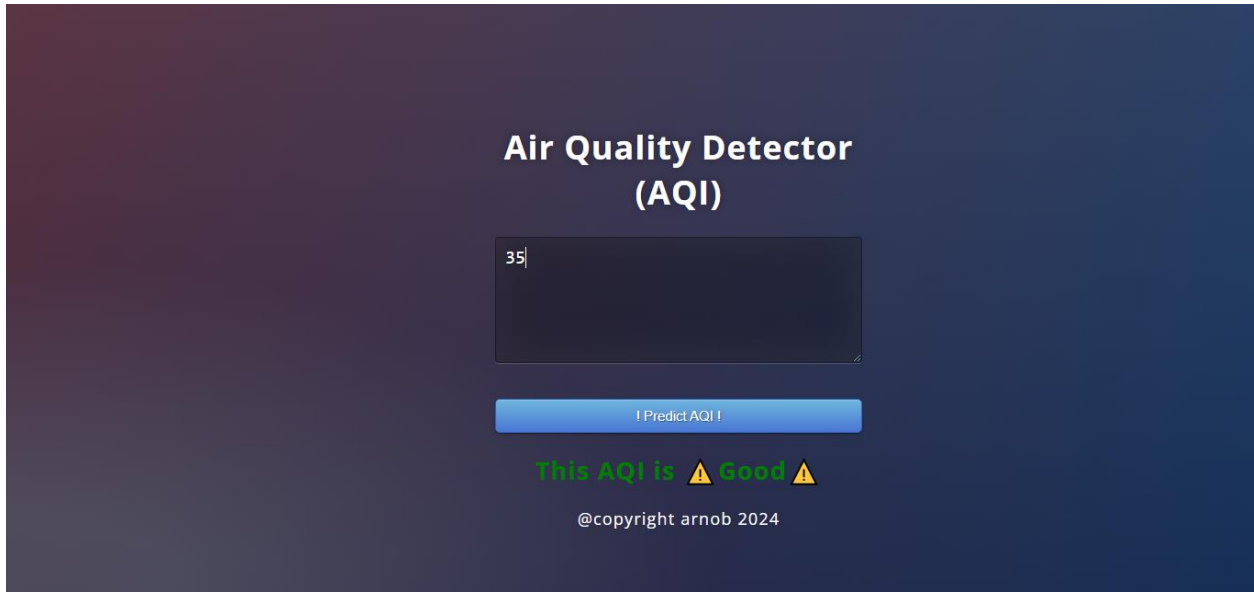 Air Quality Detector
(AQI)
35
! Predict AQI !
This AQI is ⚠Good⚠
@copyright arnob 2024